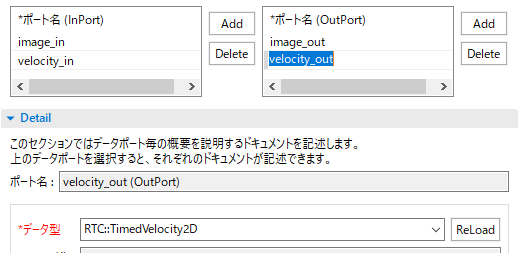 *ポート名 (InPort)
Add
*ポート名 (OutPort)
Add
image_in
image_out
velocity_in
Delete
velocity_out
Delete
Detail
このセクションではデータポート毎の概要を説明するドキュメントを記述します。
上のデータポートを選択すると、それぞれのドキュメントが記述できます。
ポート名 : velocity_out (OutPort)
*データ型 RTC::TimedVelocity2D ReLoad